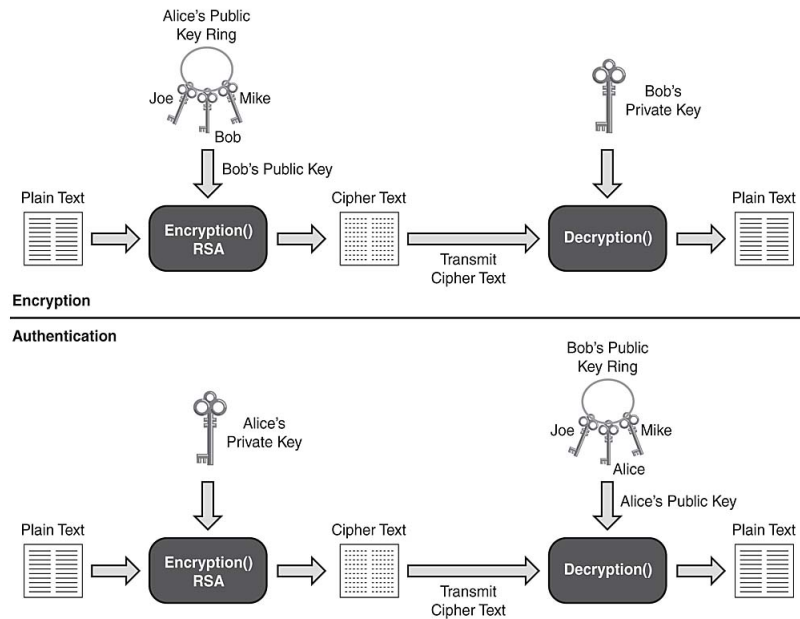 Alice's Public
Key Ring
Joe
Mike
Bob
Bob's
Private Key
Bob's Public Key
Plain Text
Encryption()
RSA
Cipher Text
Transmit
Cipher Text
Decryption()
Plain Text
Encryption
Authentication
Alice's
Private Key
Bob's Public
Key Ring
Joe
Mike
Alice
Alice's Public Key
Plain Text
Encryption()
RSA
Cipher Text
Transmit
Cipher Text
Decryption()
Plain Text